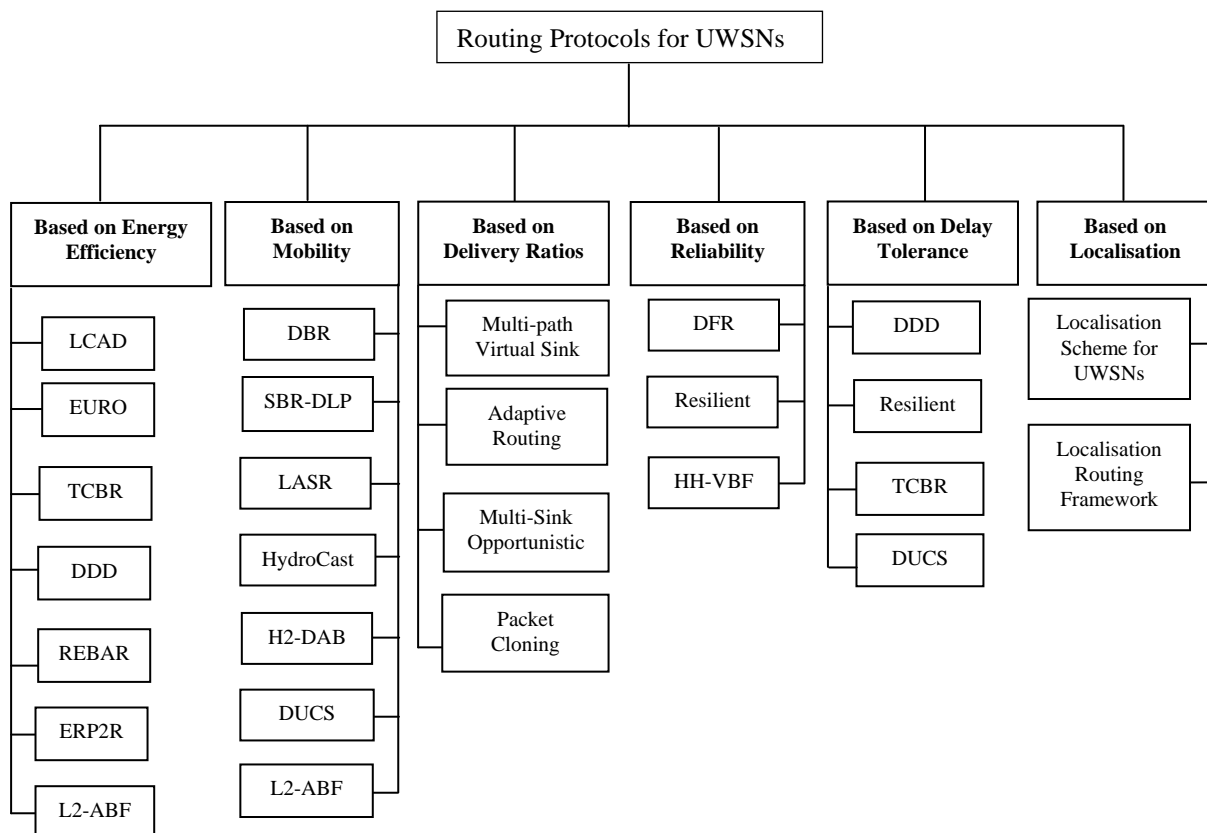 Routing Protocols for UWSNs
Based on Energy
Efficiency
LCAD
EURO
TCBR
DDD
REBAR
ERP2R
L2-ABF
Based on
Mobility
DBR
SBR-DLP
LASR
HydroCast
H2-DAB
DUCS
L2-ABF
Based on
Delivery Ratios
Multi-path
Virtual Sink
Adaptive
Routing
Multi-Sink
Opportunistic
Packet
Cloning
Based on
Reliability
DFR
Resilient
HH-VBF
Based on Delay
Tolerance
DDD
Resilient
TCBR
DUCS
Based on
Localisation
Localisation
Scheme for
UWSNs
Localisation
Routing
Framework